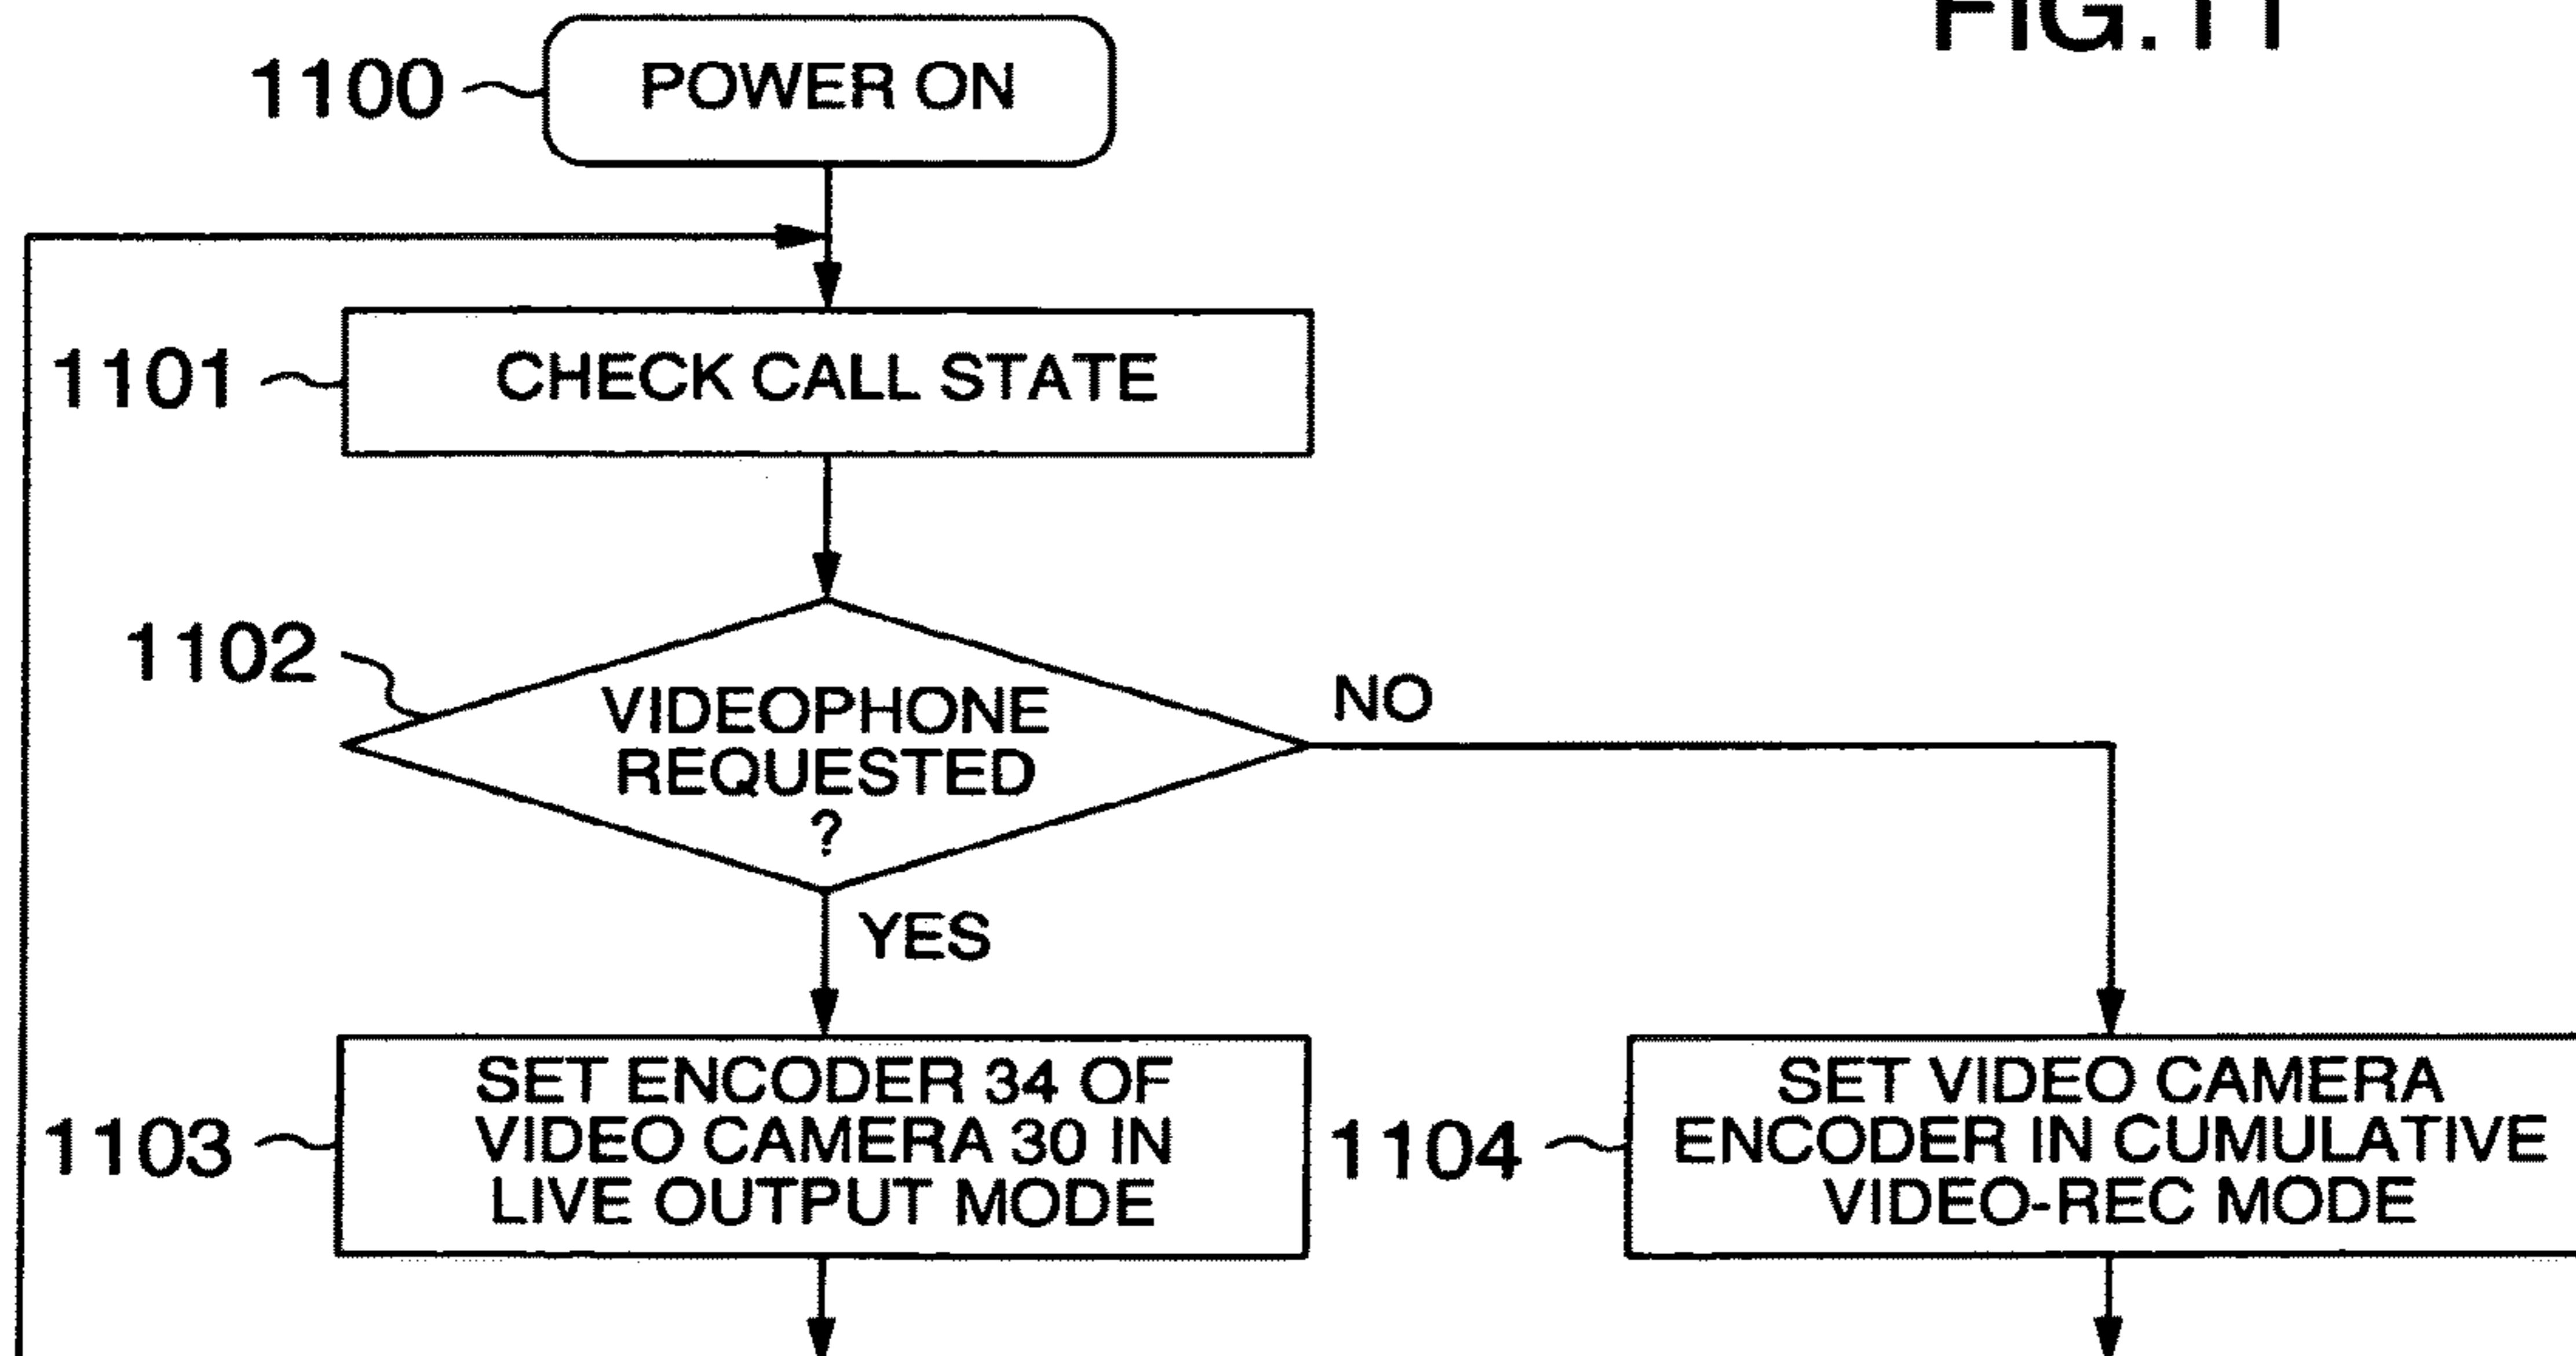 FIG.11
1100
POWER ON
1101
CHECK CALL STATE
1102
VIDEOPHONE
REQUESTED
?
NO
YES
1103
SET ENCODER 34 OF
VIDEO CAMERA 30 IN
LIVE OUTPUT MODE
1104
SET VIDEO CAMERA
ENCODER IN CUMULATIVE
VIDEO-REC MODE